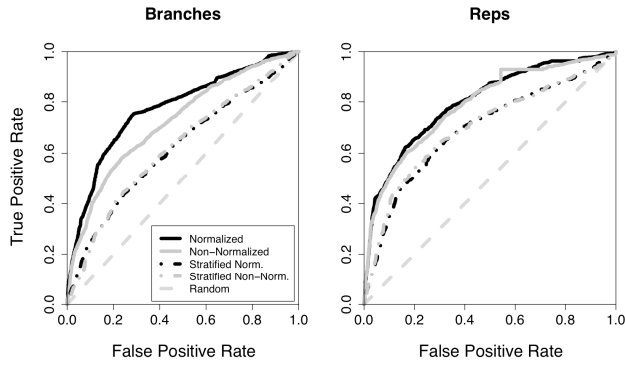 Branches
Reps
True Positive Rate
0.0 0.2 0.4 0.6 0.8 1.0
Normalized
Non−Normalized
Stratified Norm.
Stratified Non−Norm.
Random
0.0 0.2 0.4 0.6 0.8 1.0
False Positive Rate
0.0 0.2 0.4 0.6 0.8 1.0
0.0 0.2 0.4 0.6 0.8 1.0
False Positive Rate